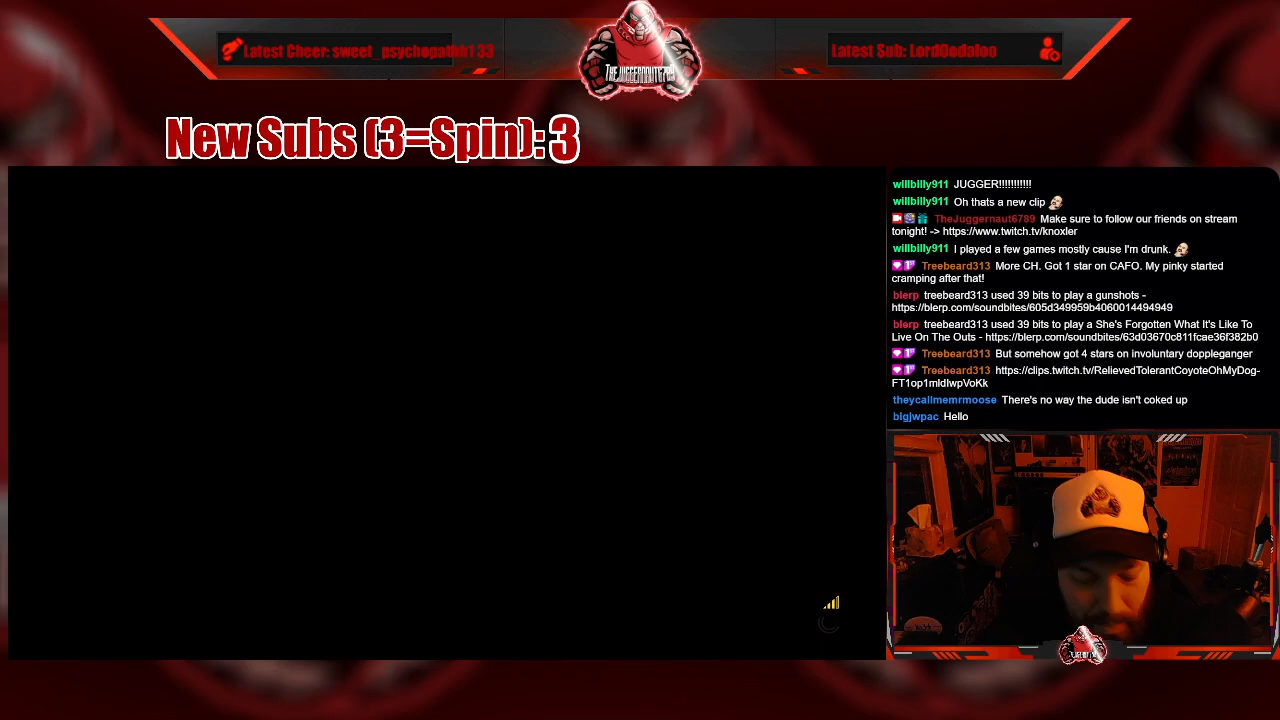 Latest Cheer: sweet_psychopathh133
THEJUGGERNAUT6789
Latest Sub: LordOodaloo
New Subs (3=Spin): 3
willbilly911 JUGGER!!!!!!!!!!!
willbilly911 Oh thats a new clip
TheJuggernaut6789 Make sure to follow our friends on stream
tonight! -> https://www.twitch.tv/knoxler
willbilly911 I played a few games mostly cause I'm drunk.
Treebeard313 More CH. Got 1 star on CAFO. My pinky started
cramping after that!
blerp treebeard313 used 39 bits to play a gunshots -
https://blerp.com/soundbites/605d349959b4060014494949
blerp treebeard313 used 39 bits to play a She's Forgotten What It's Like To
Live On The Outs - https://blerp.com/soundbites/63d03670c811fcae36f382b0
Treebeard313 But somehow got 4 stars on involuntary doppleganger
Treebeard313 https://clips.twitch.tv/RelievedTolerantCoyoteOhMyDog-
FT1op1mIdIwpVoKk
theycallmemrmoose There's no way the dude isn't coked up
bigjwpac Hello